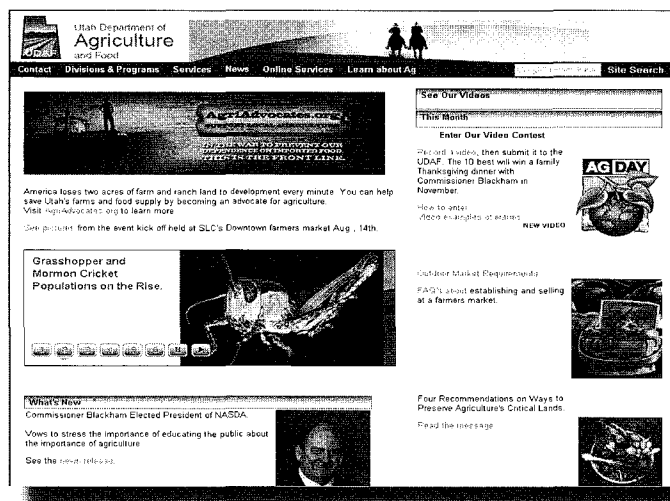 Utah Department of
Agriculture
and Food
UDAF
Contact Divisions & Programs Services News Online Services Learn about Ag Site Search
AgriAdvocates.org
IN THE WAR TO PREVENT OUR
DEPENDENCE ON IMPORTED FOOD,
THIS IS THE FRONT LINK.
America loses two acres of farm and ranch land to development every minute. You can help
save Utah's farms and food supply by becoming an advocate for agriculture.
Visit AgriAdvocates.org to learn more
See pictures from the event kick off held at SLC's Downtown farmers market Aug., 14th.
Grasshopper and
Mormon Cricket
Populations on the Rise.
What's New
Commissioner Blackham Elected President of NASDA.
Vows to stress the importance of educating the public about
the importance of agriculture
See the news release.
See Our Videos
This Month
Enter Our Video Contest
Record a video, then submit it to the
UDAF. The 10 best will win a family
Thanksgiving dinner with
Commissioner Blackham in
November.
How to enter
Video examples of entries
NEW VIDEO
AG DAY
Outdoor Market Requirements
FAQ's about establishing and selling
at a farmers market.
Four Recommendations on Ways to
Preserve Agriculture's Critical Lands.
Read the message